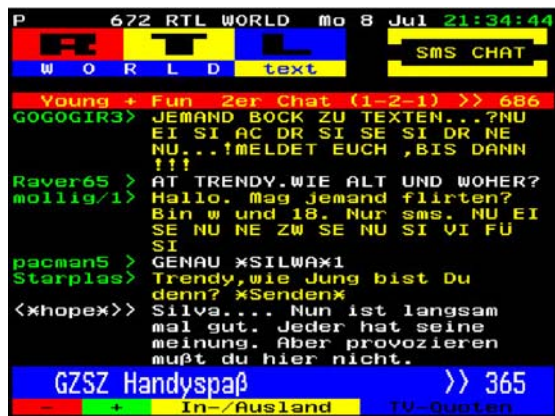 P 672 RTL WORLD Mo 8 Jul 21:34:44
RTL
WORLD text
SMS CHAT
Young + Fun 2er Chat (1-2-1) >> 686
GOGOGIR3> JEMAND BOCK ZU TEXTEN...?NU
EI SI AC DR SI SE SI DR NE
NU...!MELDET EUCH ,BIS DANN
!!!
Raver65 > AT TRENDY.WIE ALT UND WOHER?
mollig/1> Hallo. Mag jemand flirten?
Bin w und 18. Nur sms. NU EI
SE NU NE ZW SE NU SI VI FÜ
SI
pacman5 > GENAU *SILWA*1
Starplas> Trendy,wie Jung bist Du
denn? *Senden*
<*hope*>> Silva.... Nun ist langsam
mal gut. Jeder hat seine
meinung. Aber provozieren
mußt du hier nicht.
GZSZ Handyspaß >> 365
- + In-/Ausland TV-Quoten